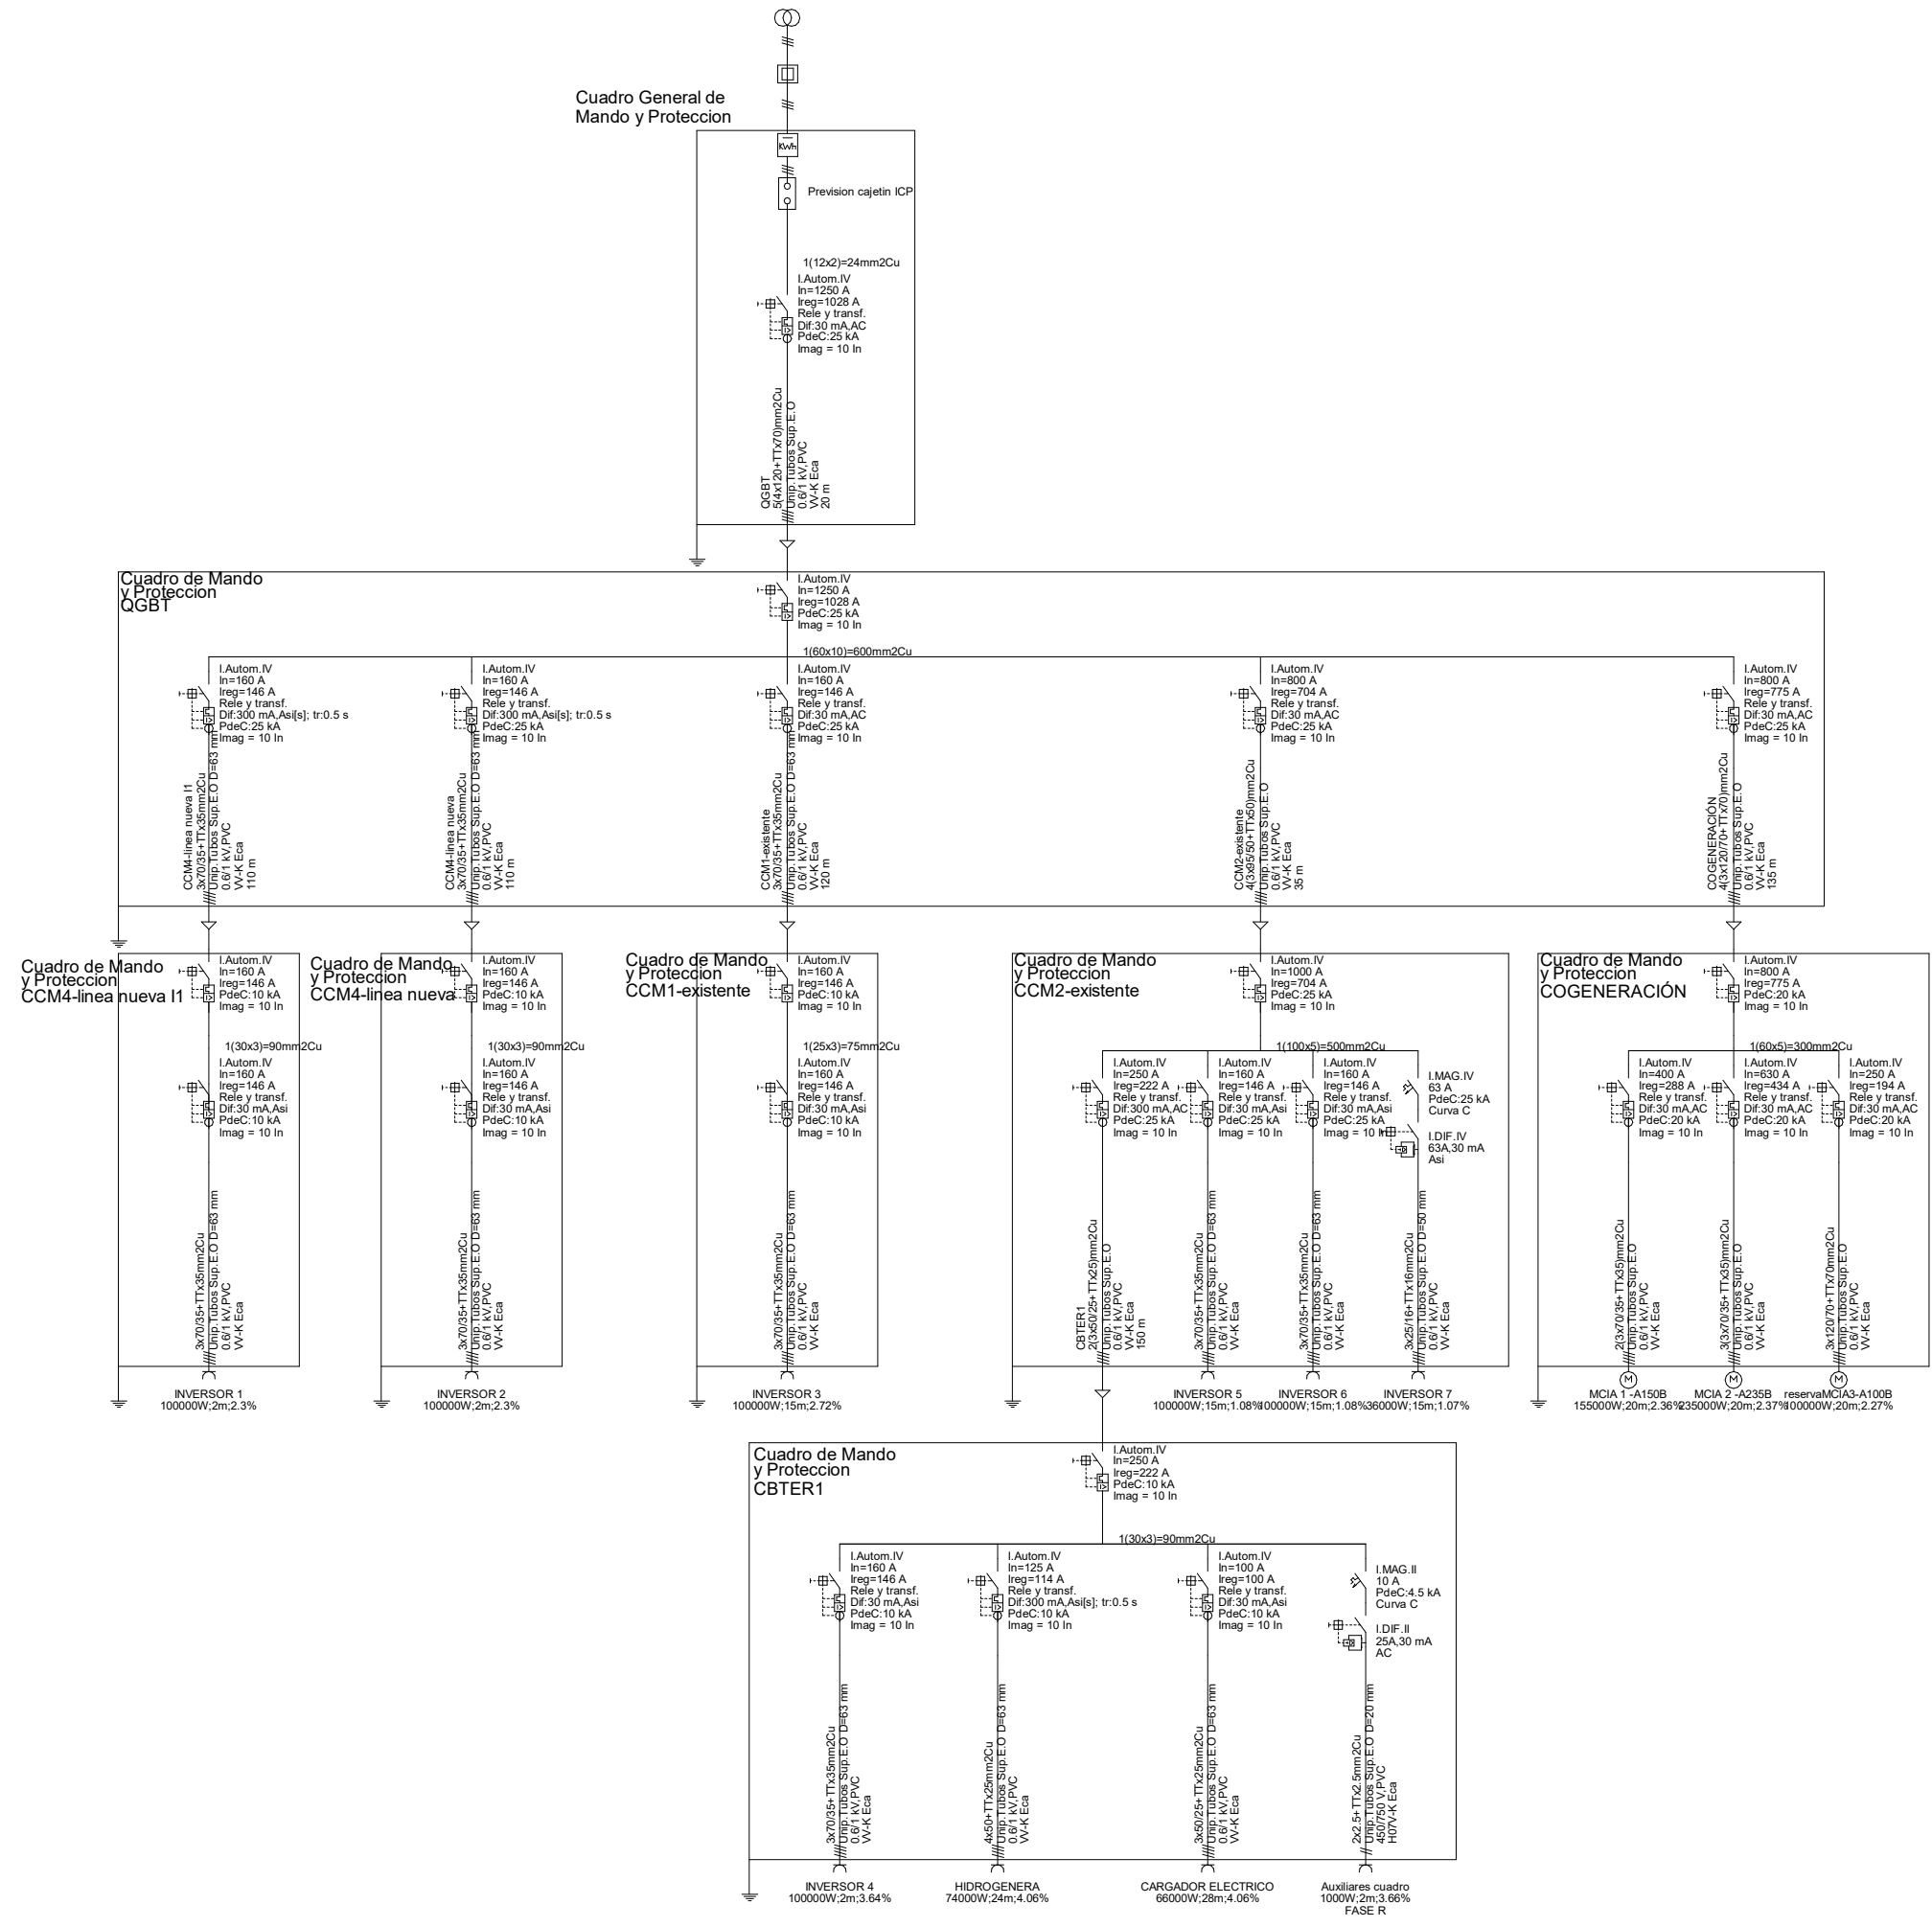 Cuadro General de
Mando y Proteccion
KWh
Prevision cajetin ICP
1(12x2)=24mm2Cu
I.Autom.IV
In=1250 A
Ireg=1028 A
Rele y transf.
Dif:30 mA,AC
PdeC:25 kA
Imag = 10 In
QGBT
5(4x120+TTx70)mm2Cu
Unip.Tubos Sup.E.O
0.6/1 kV,PVC
VV-K Eca
20 m
Cuadro de Mando
y Proteccion
QGBT
I.Autom.IV
In=1250 A
Ireg=1028 A
PdeC:25 kA
Imag = 10 In
1(60x10)=600mm2Cu
I.Autom.IV
In=160 A
Ireg=146 A
Rele y transf.
Dif:300 mA,Asi[s]; tr:0.5 s
PdeC:25 kA
Imag = 10 In
CCM4-linea nueva I1
3x70/35+TTx35mm2Cu
Unip.Tubos Sup.E.O D=63 mm
0.6/1 kV,PVC
VV-K Eca
110 m
I.Autom.IV
In=160 A
Ireg=146 A
Rele y transf.
Dif:300 mA,Asi[s]; tr:0.5 s
PdeC:25 kA
Imag = 10 In
CCM4-linea nueva
3x70/35+TTx35mm2Cu
Unip.Tubos Sup.E.O D=63 mm
0.6/1 kV,PVC
VV-K Eca
110 m
I.Autom.IV
In=160 A
Ireg=146 A
Rele y transf.
Dif:30 mA,AC
PdeC:25 kA
Imag = 10 In
CCM1-existente
3x70/35+TTx35mm2Cu
Unip.Tubos Sup.E.O D=63 mm
0.6/1 kV,PVC
VV-K Eca
120 m
I.Autom.IV
In=800 A
Ireg=704 A
Rele y transf.
Dif:30 mA,AC
PdeC:25 kA
Imag = 10 In
CCM2-existente
4(3x95/50+TTx50)mm2Cu
Unip.Tubos Sup.E.O
0.6/1 kV,PVC
VV-K Eca
35 m
I.Autom.IV
In=800 A
Ireg=775 A
Rele y transf.
Dif:30 mA,AC
PdeC:25 kA
Imag = 10 In
COGENERACIÓN
4(3x120/70+TTx70)mm2Cu
Unip.Tubos Sup.E.O
0.6/1 kV,PVC
VV-K Eca
135 m
Cuadro de Mando
y Proteccion
CCM4-linea nueva I1
I.Autom.IV
In=160 A
Ireg=146 A
PdeC:10 kA
Imag = 10 In
1(30x3)=90mm2Cu
I.Autom.IV
In=160 A
Ireg=146 A
Rele y transf.
Dif:30 mA,Asi
PdeC:10 kA
Imag = 10 In
3x70/35+TTx35mm2Cu
Unip.Tubos Sup.E.O D=63 mm
0.6/1 kV,PVC
VV-K Eca
INVERSOR 1
100000W;2m;2.3%
Cuadro de Mando
y Proteccion
CCM4-linea nueva
I.Autom.IV
In=160 A
Ireg=146 A
PdeC:10 kA
Imag = 10 In
1(30x3)=90mm2Cu
I.Autom.IV
In=160 A
Ireg=146 A
Rele y transf.
Dif:30 mA,Asi
PdeC:10 kA
Imag = 10 In
3x70/35+TTx35mm2Cu
Unip.Tubos Sup.E.O D=63 mm
0.6/1 kV,PVC
VV-K Eca
INVERSOR 2
100000W;2m;2.3%
Cuadro de Mando
y Proteccion
CCM1-existente
I.Autom.IV
In=160 A
Ireg=146 A
PdeC:10 kA
Imag = 10 In
1(25x3)=75mm2Cu
I.Autom.IV
In=160 A
Ireg=146 A
Rele y transf.
Dif:30 mA,Asi
PdeC:10 kA
Imag = 10 In
3x70/35+TTx35mm2Cu
Unip.Tubos Sup.E.O D=63 mm
0.6/1 kV,PVC
VV-K Eca
INVERSOR 3
100000W;15m;2.72%
Cuadro de Mando
y Proteccion
CCM2-existente
I.Autom.IV
In=1000 A
Ireg=704 A
PdeC:25 kA
Imag = 10 In
1(100x5)=500mm2Cu
I.Autom.IV
In=250 A
Ireg=222 A
Rele y transf.
Dif:300 mA,AC
PdeC:25 kA
Imag = 10 In
CBTER1
2(3x50/25+TTx25)mm2Cu
Unip.Tubos Sup.E.O
0.6/1 kV,PVC
VV-K Eca
150 m
I.Autom.IV
In=160 A
Ireg=146 A
Rele y transf.
Dif:30 mA,Asi
PdeC:25 kA
Imag = 10 In
3x70/35+TTx35mm2Cu
Unip.Tubos Sup.E.O D=63 mm
0.6/1 kV,PVC
VV-K Eca
INVERSOR 5
100000W;15m;1.08%
I.Autom.IV
In=160 A
Ireg=146 A
Rele y transf.
Dif:30 mA,Asi
PdeC:25 kA
Imag = 10 In
3x70/35+TTx35mm2Cu
Unip.Tubos Sup.E.O D=63 mm
0.6/1 kV,PVC
VV-K Eca
INVERSOR 6
100000W;15m;1.08%
I.MAG.IV
63 A
PdeC:25 kA
Curva C
I.DIF.IV
63A,30 mA
Asi
3x25/16+TTx16mm2Cu
Unip.Tubos Sup.E.O D=50 mm
0.6/1 kV,PVC
VV-K Eca
INVERSOR 7
36000W;15m;1.07%
Cuadro de Mando
y Proteccion
COGENERACIÓN
I.Autom.IV
In=800 A
Ireg=775 A
PdeC:20 kA
Imag = 10 In
1(60x5)=300mm2Cu
I.Autom.IV
In=400 A
Ireg=288 A
Rele y transf.
Dif:30 mA,AC
PdeC:20 kA
Imag = 10 In
2(3x70/35+TTx35)mm2Cu
Unip.Tubos Sup.E.O
0.6/1 kV,PVC
VV-K Eca
M
MCIA 1 -A150B
155000W;20m;2.36%
I.Autom.IV
In=630 A
Ireg=434 A
Rele y transf.
Dif:30 mA,AC
PdeC:20 kA
Imag = 10 In
3(3x70/35+TTx35)mm2Cu
Unip.Tubos Sup.E.O
0.6/1 kV,PVC
VV-K Eca
M
MCIA 2 -A235B
235000W;20m;2.37%
I.Autom.IV
In=250 A
Ireg=194 A
Rele y transf.
Dif:30 mA,AC
PdeC:20 kA
Imag = 10 In
3x120/70+TTx70mm2Cu
Unip.Tubos Sup.E.O
0.6/1 kV,PVC
VV-K Eca
M
reservaMCIA3-A100B
100000W;20m;2.27%
Cuadro de Mando
y Proteccion
CBTER1
I.Autom.IV
In=250 A
Ireg=222 A
PdeC:10 kA
Imag = 10 In
1(30x3)=90mm2Cu
I.Autom.IV
In=160 A
Ireg=146 A
Rele y transf.
Dif:30 mA,Asi
PdeC:10 kA
Imag = 10 In
3x70/35+TTx35mm2Cu
Unip.Tubos Sup.E.O D=63 mm
0.6/1 kV,PVC
VV-K Eca
INVERSOR 4
100000W;2m;3.64%
I.Autom.IV
In=125 A
Ireg=114 A
Rele y transf.
Dif:300 mA,Asi[s]; tr:0.5 s
PdeC:10 kA
Imag = 10 In
4x50+TTx25mm2Cu
Unip.Tubos Sup.E.O D=63 mm
0.6/1 kV,PVC
VV-K Eca
HIDROGENERA
74000W;24m;4.06%
I.Autom.IV
In=100 A
Ireg=100 A
Rele y transf.
Dif:30 mA,Asi
PdeC:10 kA
Imag = 10 In
3x50/25+TTx25mm2Cu
Unip.Tubos Sup.E.O D=63 mm
0.6/1 kV,PVC
VV-K Eca
CARGADOR ELECTRICO
66000W;28m;4.06%
I.MAG.II
10 A
PdeC:4.5 kA
Curva C
I.DIF.II
25A,30 mA
AC
2x2.5+TTx2.5mm2Cu
Unip.Tubos Sup.E.O D=20 mm
450/750 V,PVC
H07V-K Eca
Auxiliares cuadro
1000W;2m;3.66%
FASE R